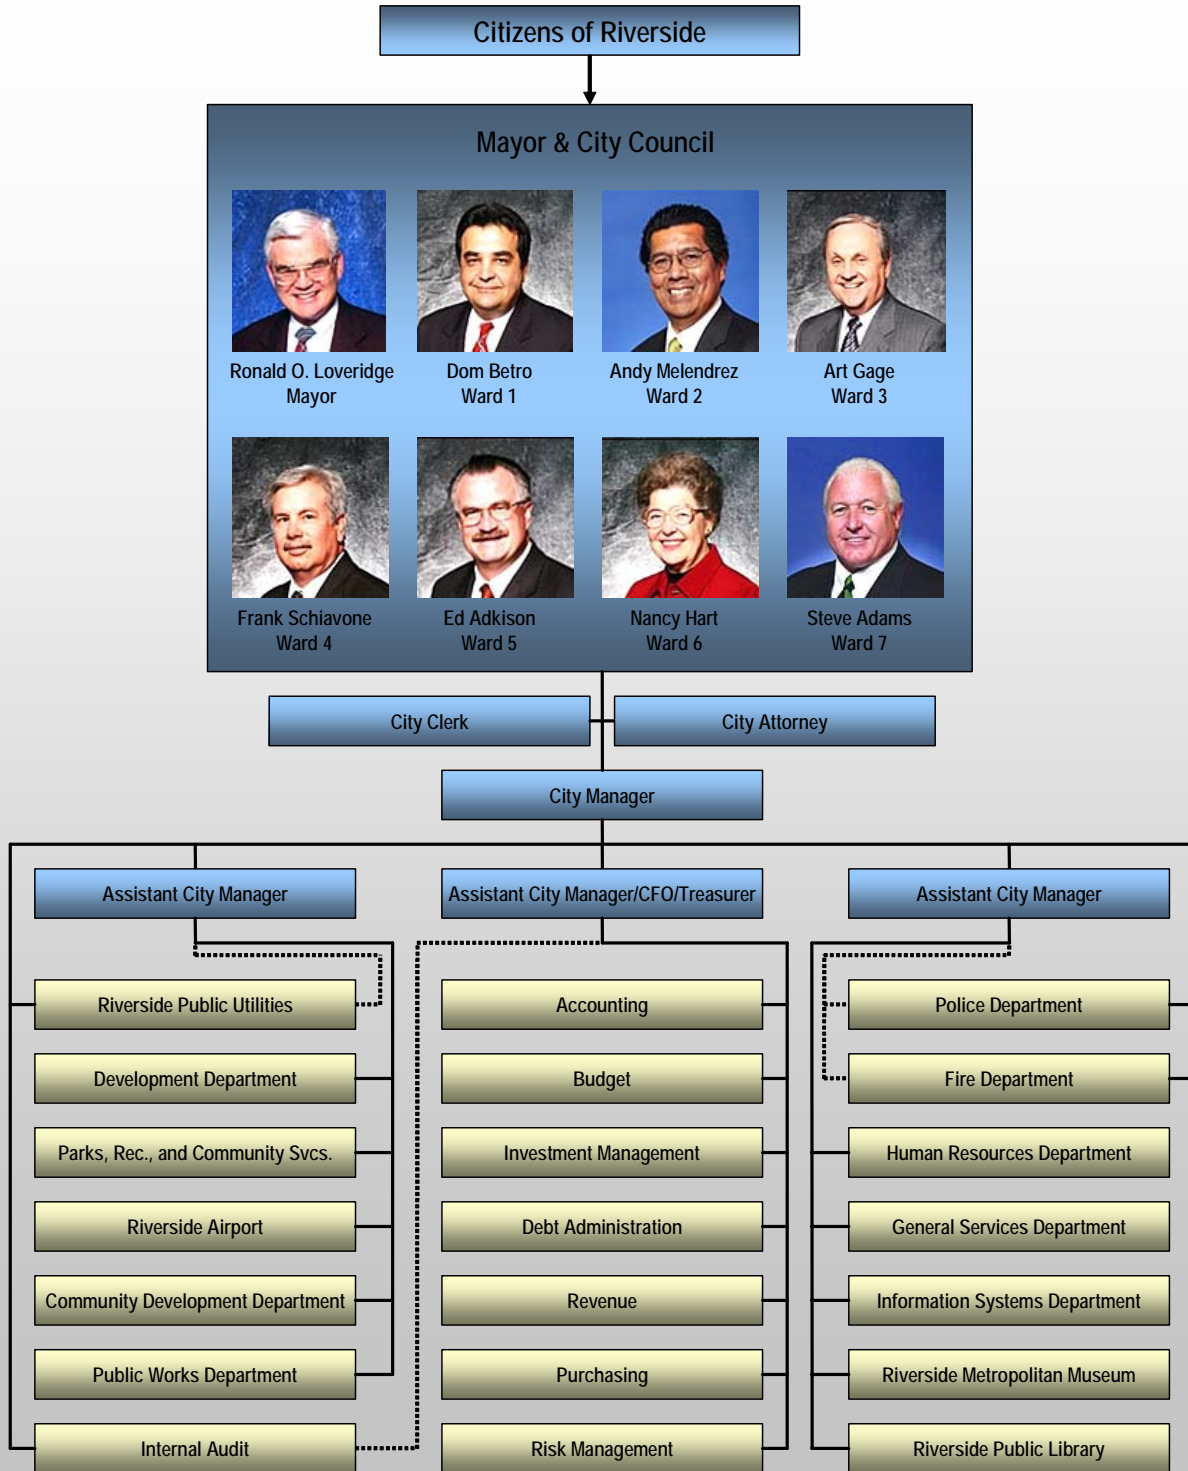 Citizens of Riverside
Mayor & City Council
Ronald O. Loveridge
Mayor
Dom Betro
Ward 1
Andy Melendrez
Ward 2
Art Gage
Ward 3
Frank Schiavone
Ward 4
Ed Adkison
Ward 5
Nancy Hart
Ward 6
Steve Adams
Ward 7
City Clerk
City Attorney
City Manager
Assistant City Manager
Assistant City Manager/CFO/Treasurer
Assistant City Manager
Riverside Public Utilities
Development Department
Parks, Rec., and Community Svcs.
Riverside Airport
Community Development Department
Public Works Department
Internal Audit
Accounting
Budget
Investment Management
Debt Administration
Revenue
Purchasing
Risk Management
Police Department
Fire Department
Human Resources Department
General Services Department
Information Systems Department
Riverside Metropolitan Museum
Riverside Public Library